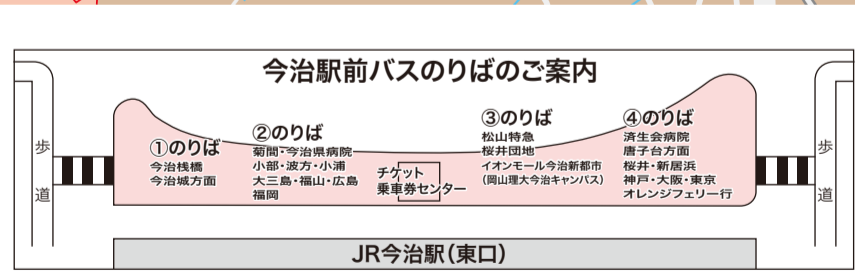 今治駅前バスのりばのご案内
①のりば
今治桟橋
今治城方面
②のりば
菊間・今治県病院
小部・波方・小浦
大三島・福山・広島
福岡
チケット
乗車券センター
③のりば
松山特急
桜井団地
イオンモール今治新都市
(岡山理大今治キャンパス)
④のりば
済生会病院
唐子台方面
桜井・新居浜
神戸・大阪・東京
オレンジフェリー行
歩道
歩道
JR今治駅(東口)